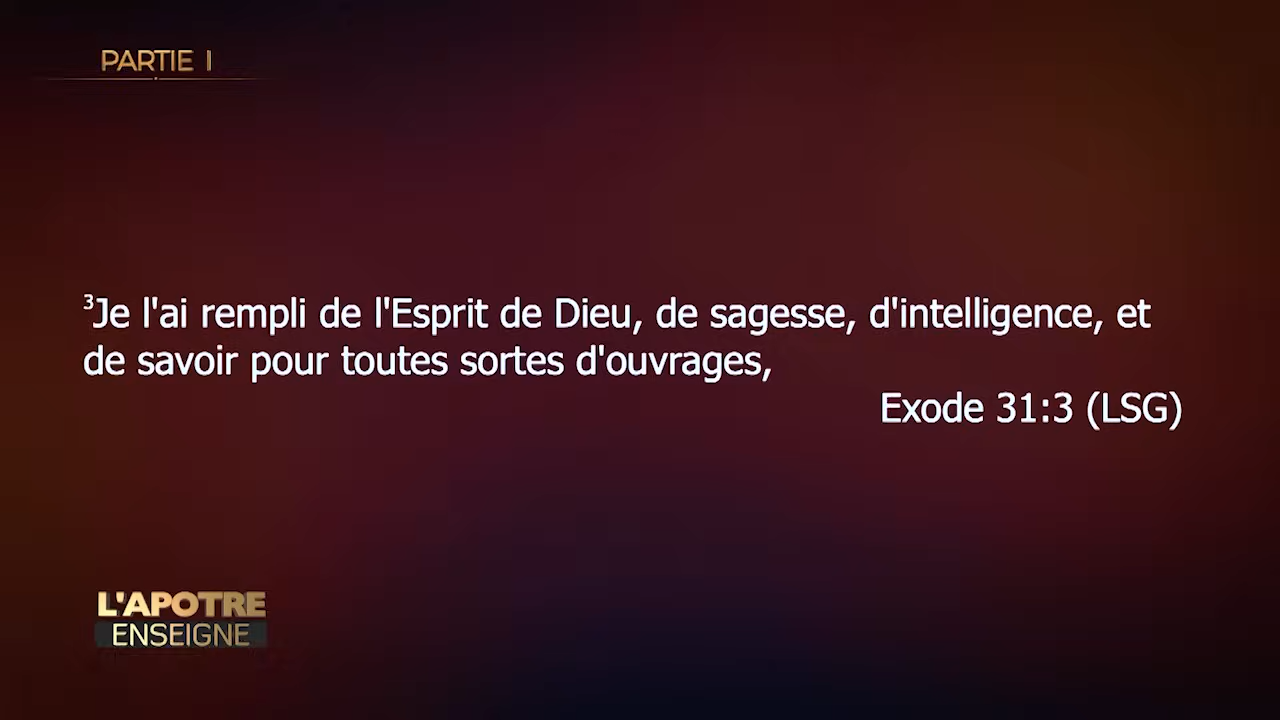 PARTIE I
³Je l'ai rempli de l'Esprit de Dieu, de sagesse, d'intelligence, et
de savoir pour toutes sortes d'ouvrages,
Exode 31:3 (LSG)
L'APOTRE
ENSEIGNE